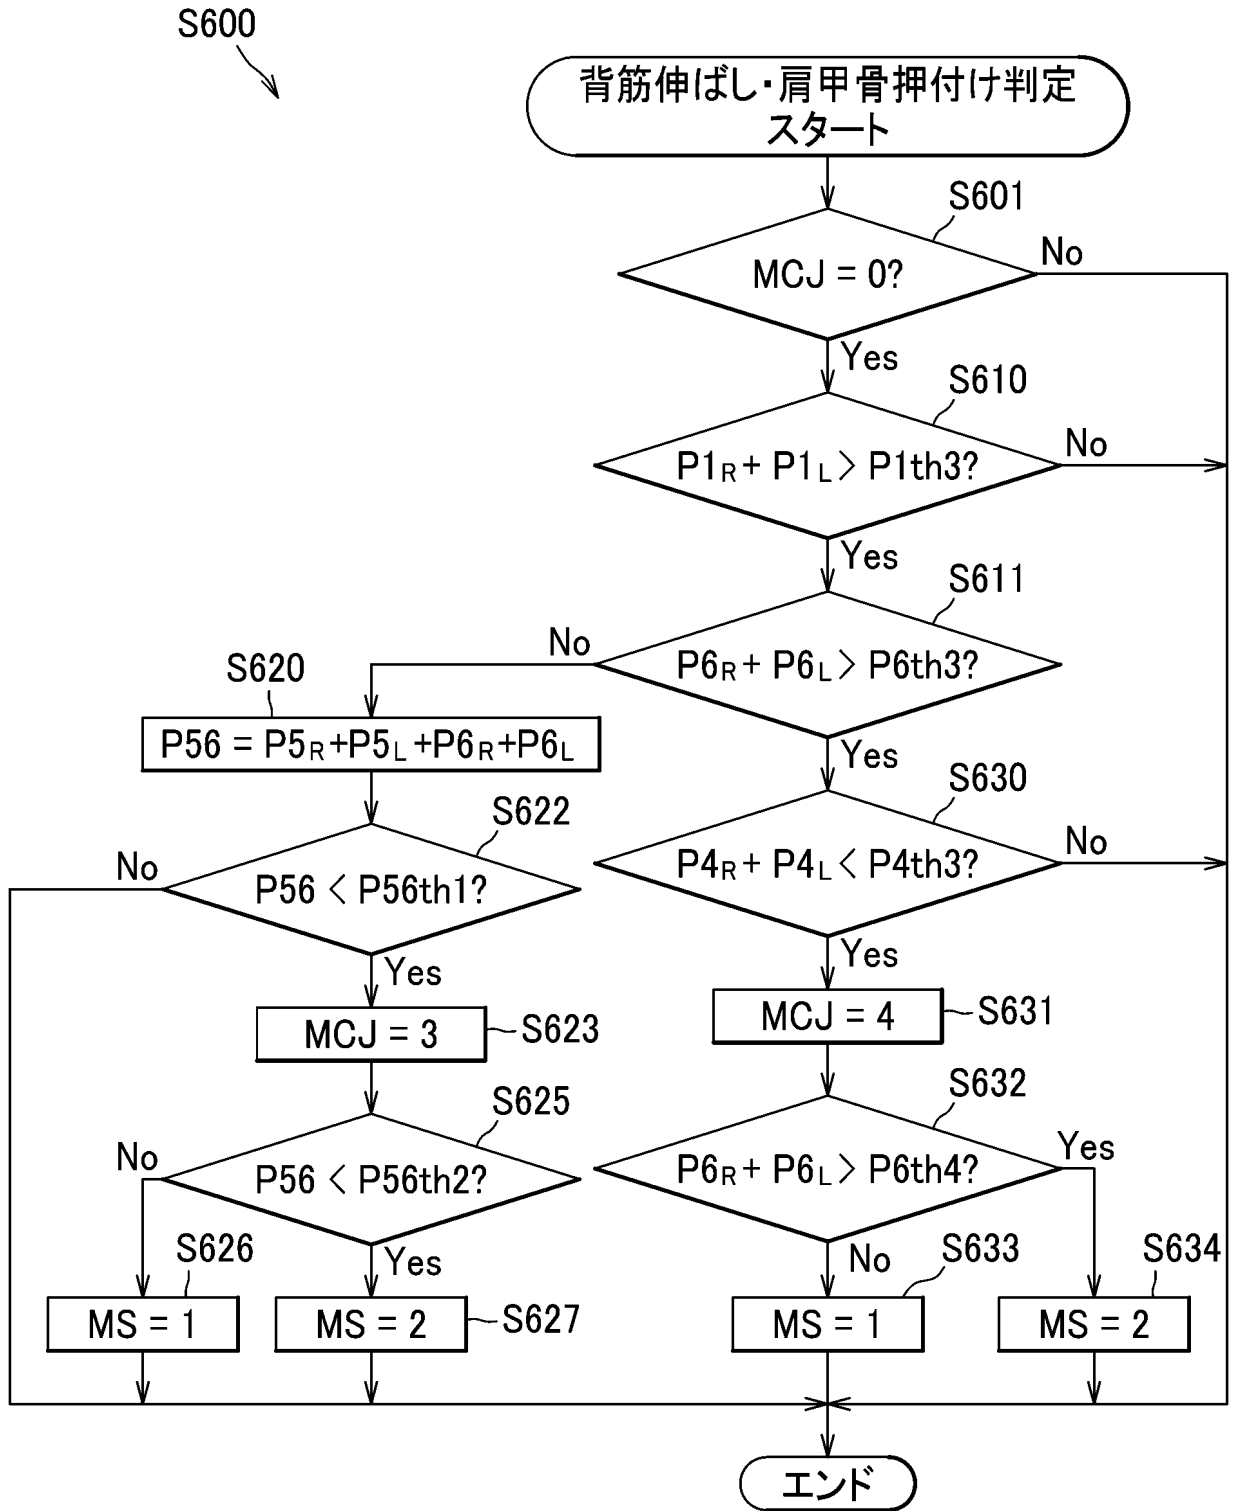 S600
背筋伸ばし・肩甲骨押付け判定
スタート
S601
MCJ = 0?
No
Yes
S610
P1R + P1L > P1th3?
No
Yes
S611
P6R + P6L > P6th3?
No
Yes
S620
P56 = P5R+P5L+P6R+P6L
S630
P4R + P4L < P4th3?
No
Yes
S622
P56 < P56th1?
No
Yes
MCJ = 3
S623
MCJ = 4
S631
S625
P56 < P56th2?
No
Yes
S632
P6R + P6L > P6th4?
Yes
No
S626
MS = 1
MS = 2
S627
S633
MS = 1
S634
MS = 2
エンド